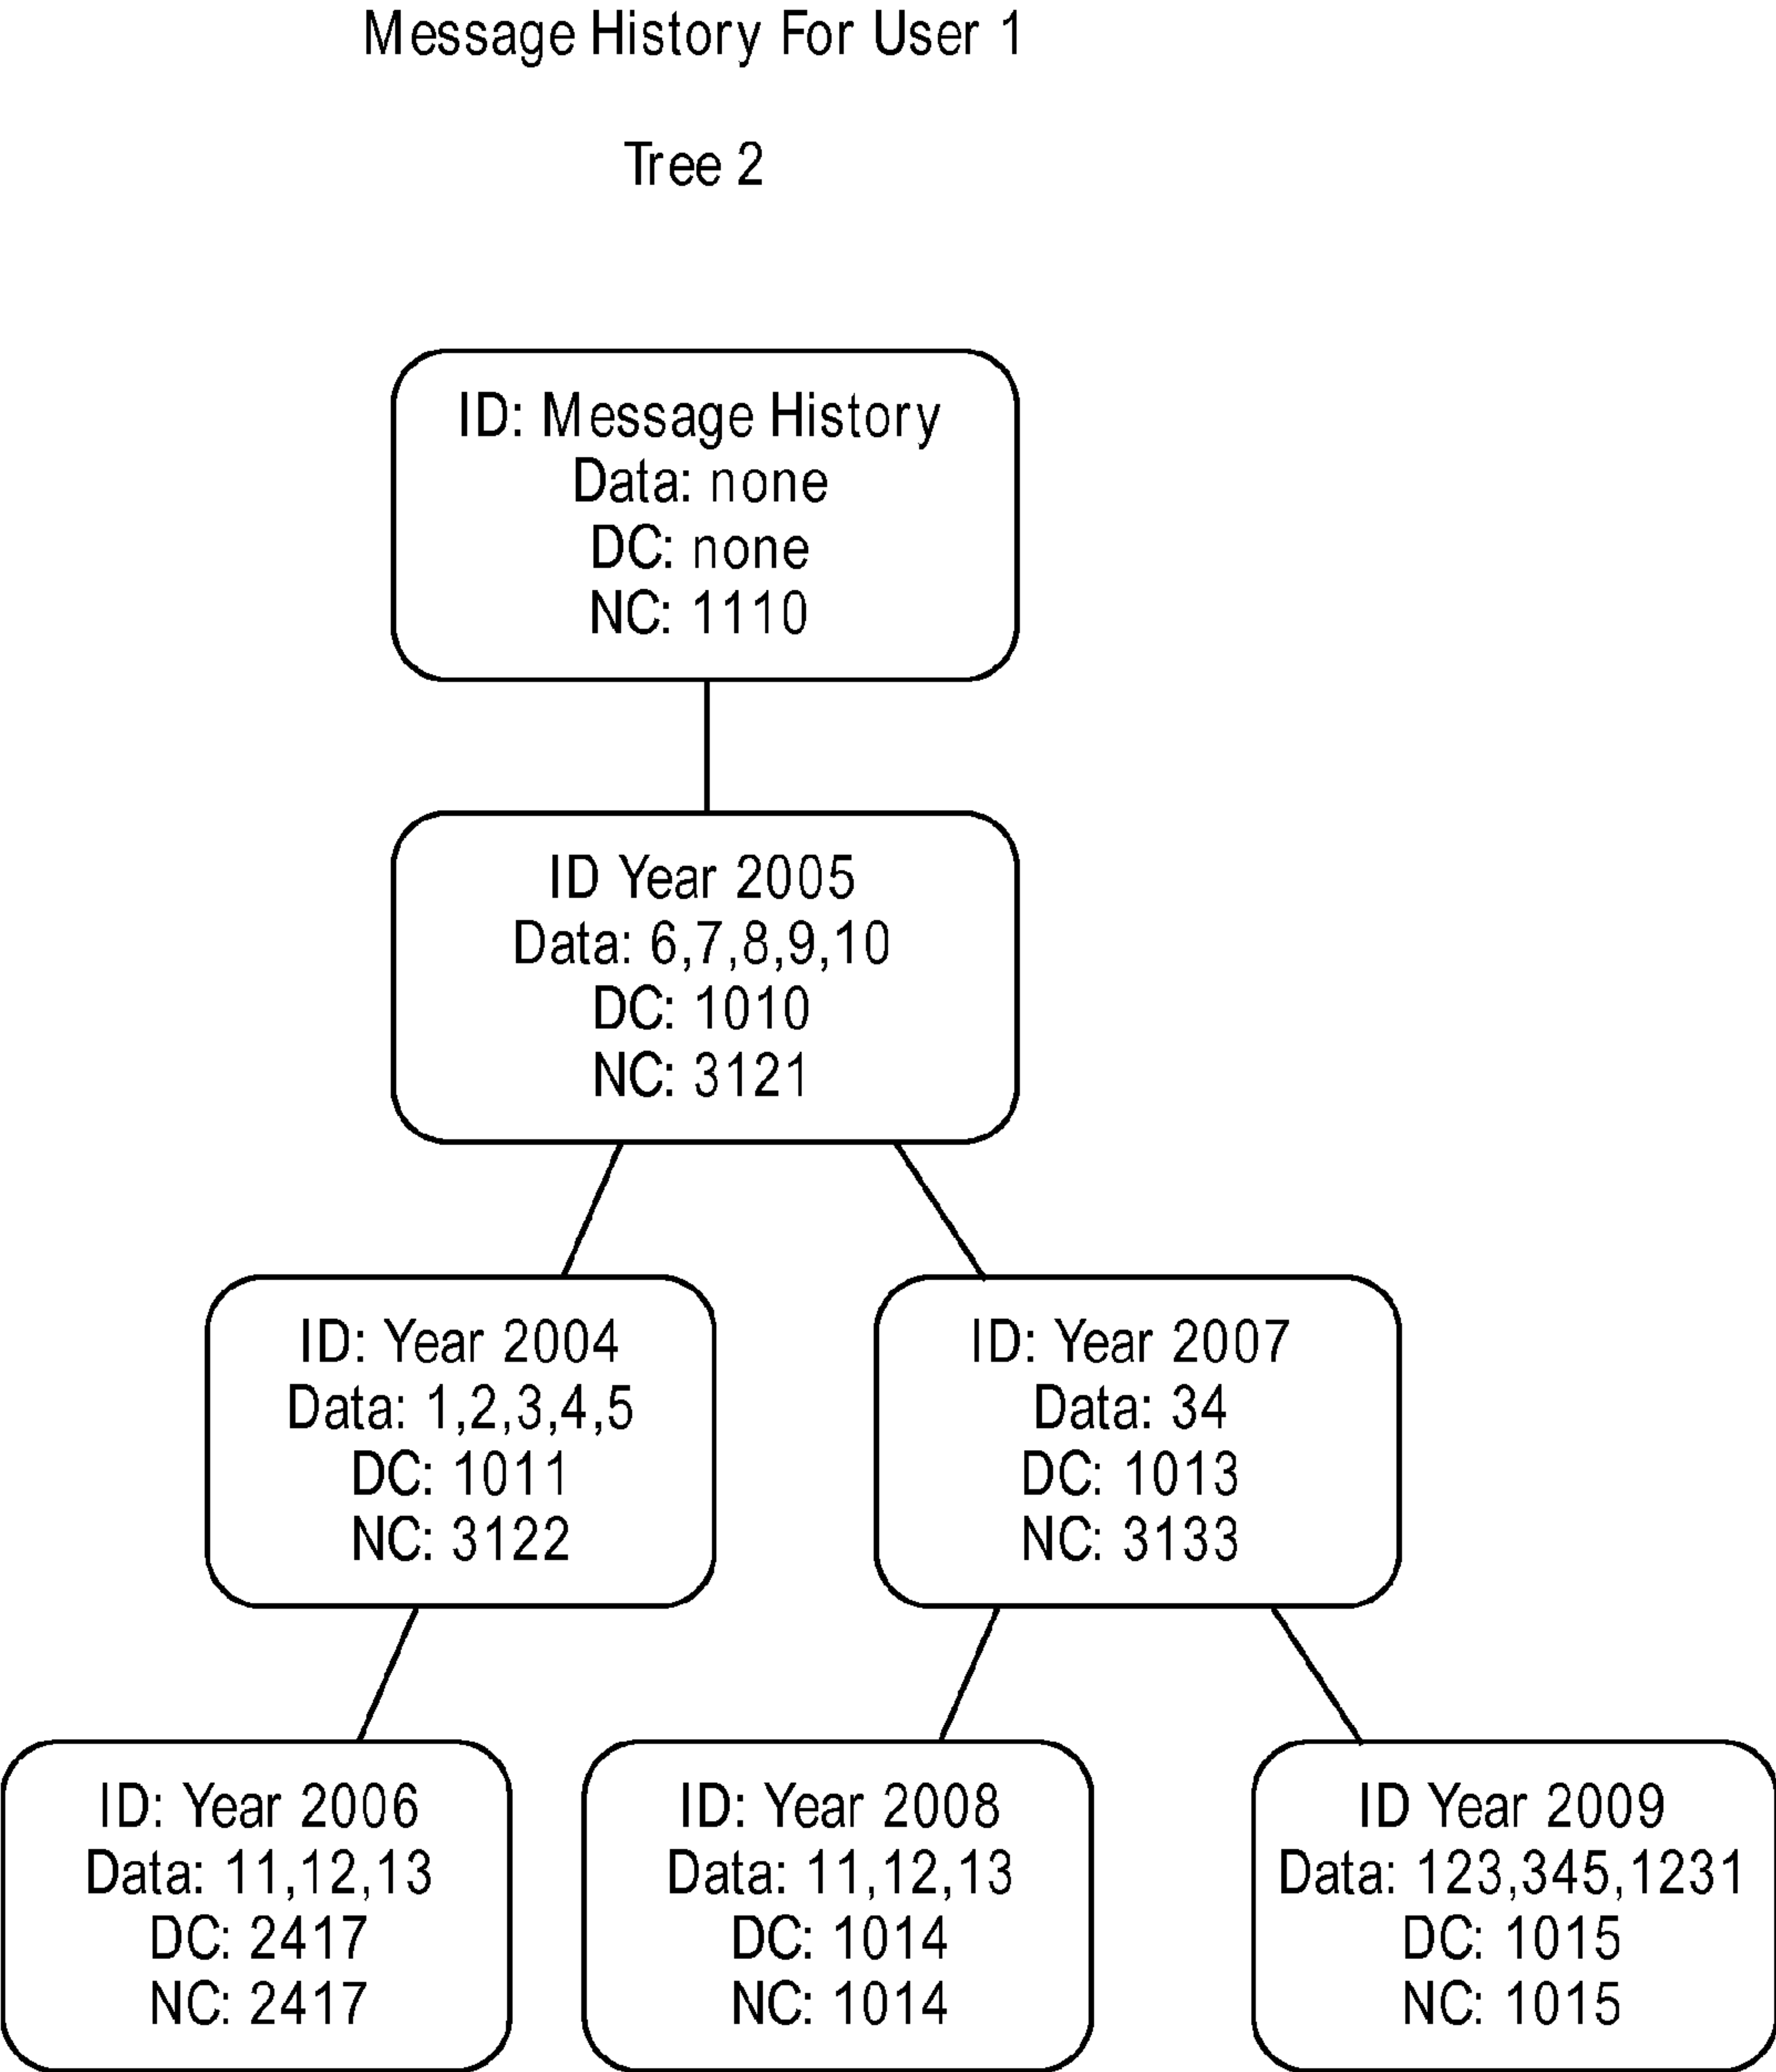 Message History For User 1
Tree 2
ID: Message History
Data: none
DC: none
NC: 1110
ID Year 2005
Data: 6,7,8,9,10
DC: 1010
NC: 3121
ID: Year 2004
Data: 1,2,3,4,5
DC: 1011
NC: 3122
ID: Year 2007
Data: 34
DC: 1013
NC: 3133
ID: Year 2006
Data: 11,12,13
DC: 2417
NC: 2417
ID: Year 2008
Data: 11,12,13
DC: 1014
NC: 1014
ID Year 2009
Data: 123,345,1231
DC: 1015
NC: 1015